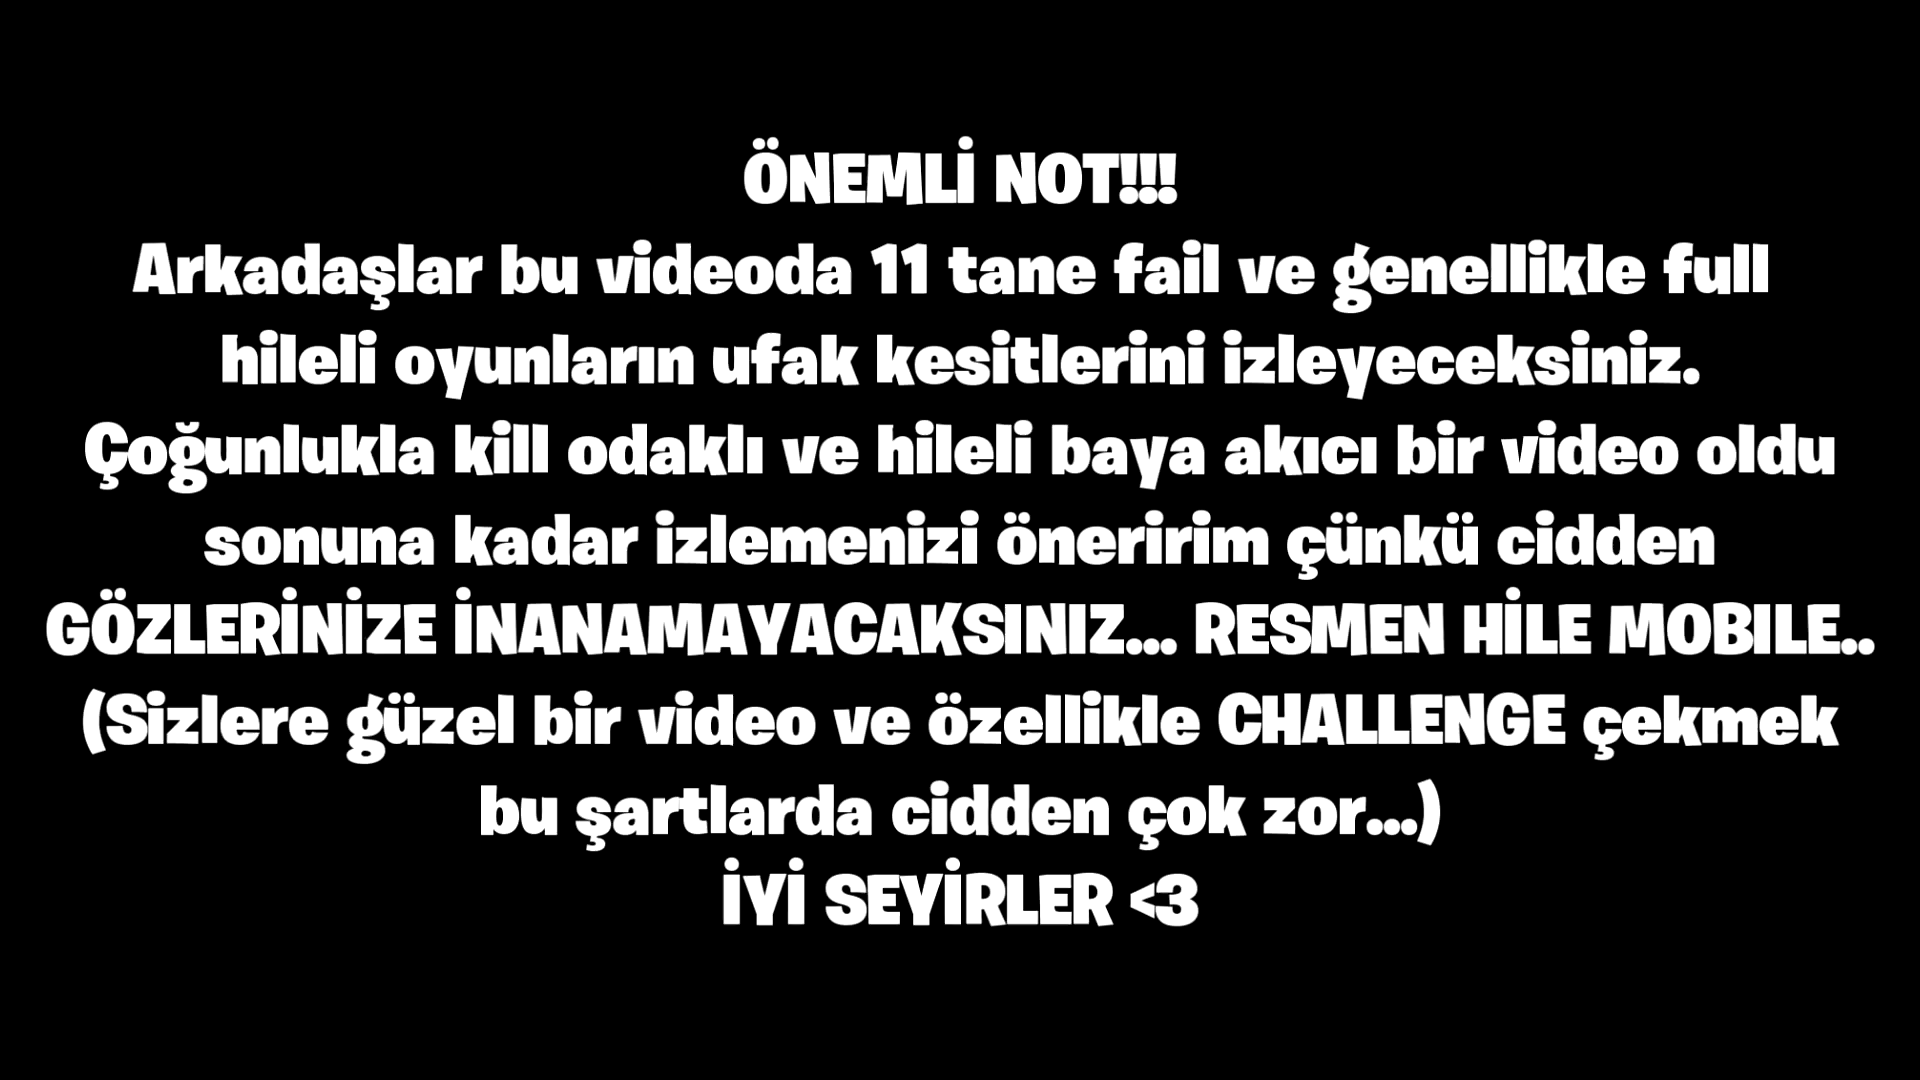 ÖNEMLİ NOT!!!
Arkadaşlar bu videoda 11 tane fail ve genellikle full
hileli oyunların ufak kesitlerini izleyeceksiniz.
Çoğunlukla kill odaklı ve hileli baya akıcı bir video oldu
sonuna kadar izlemenizi öneririm çünkü cidden
GÖZLERİNİZE İNANAMAYACAKSINIZ... RESMEN HİLE MOBILE..
(Sizlere güzel bir video ve özellikle CHALLENGE çekmek
bu şartlarda cidden çok zor...)
İYİ SEYİRLER <3